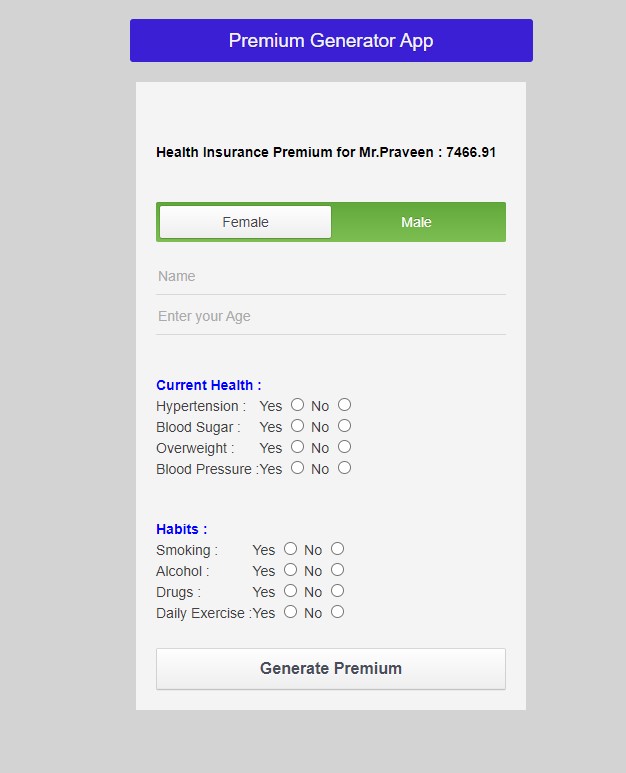 Premium Generator App
Health Insurance Premium for Mr.Praveen : 7466.91
Female Male
Name
Enter your Age
Current Health :
Hypertension : Yes No
Blood Sugar : Yes No
Overweight : Yes No
Blood Pressure :Yes No
Habits :
Smoking : Yes No
Alcohol : Yes No
Drugs : Yes No
Daily Exercise :Yes No
Generate Premium